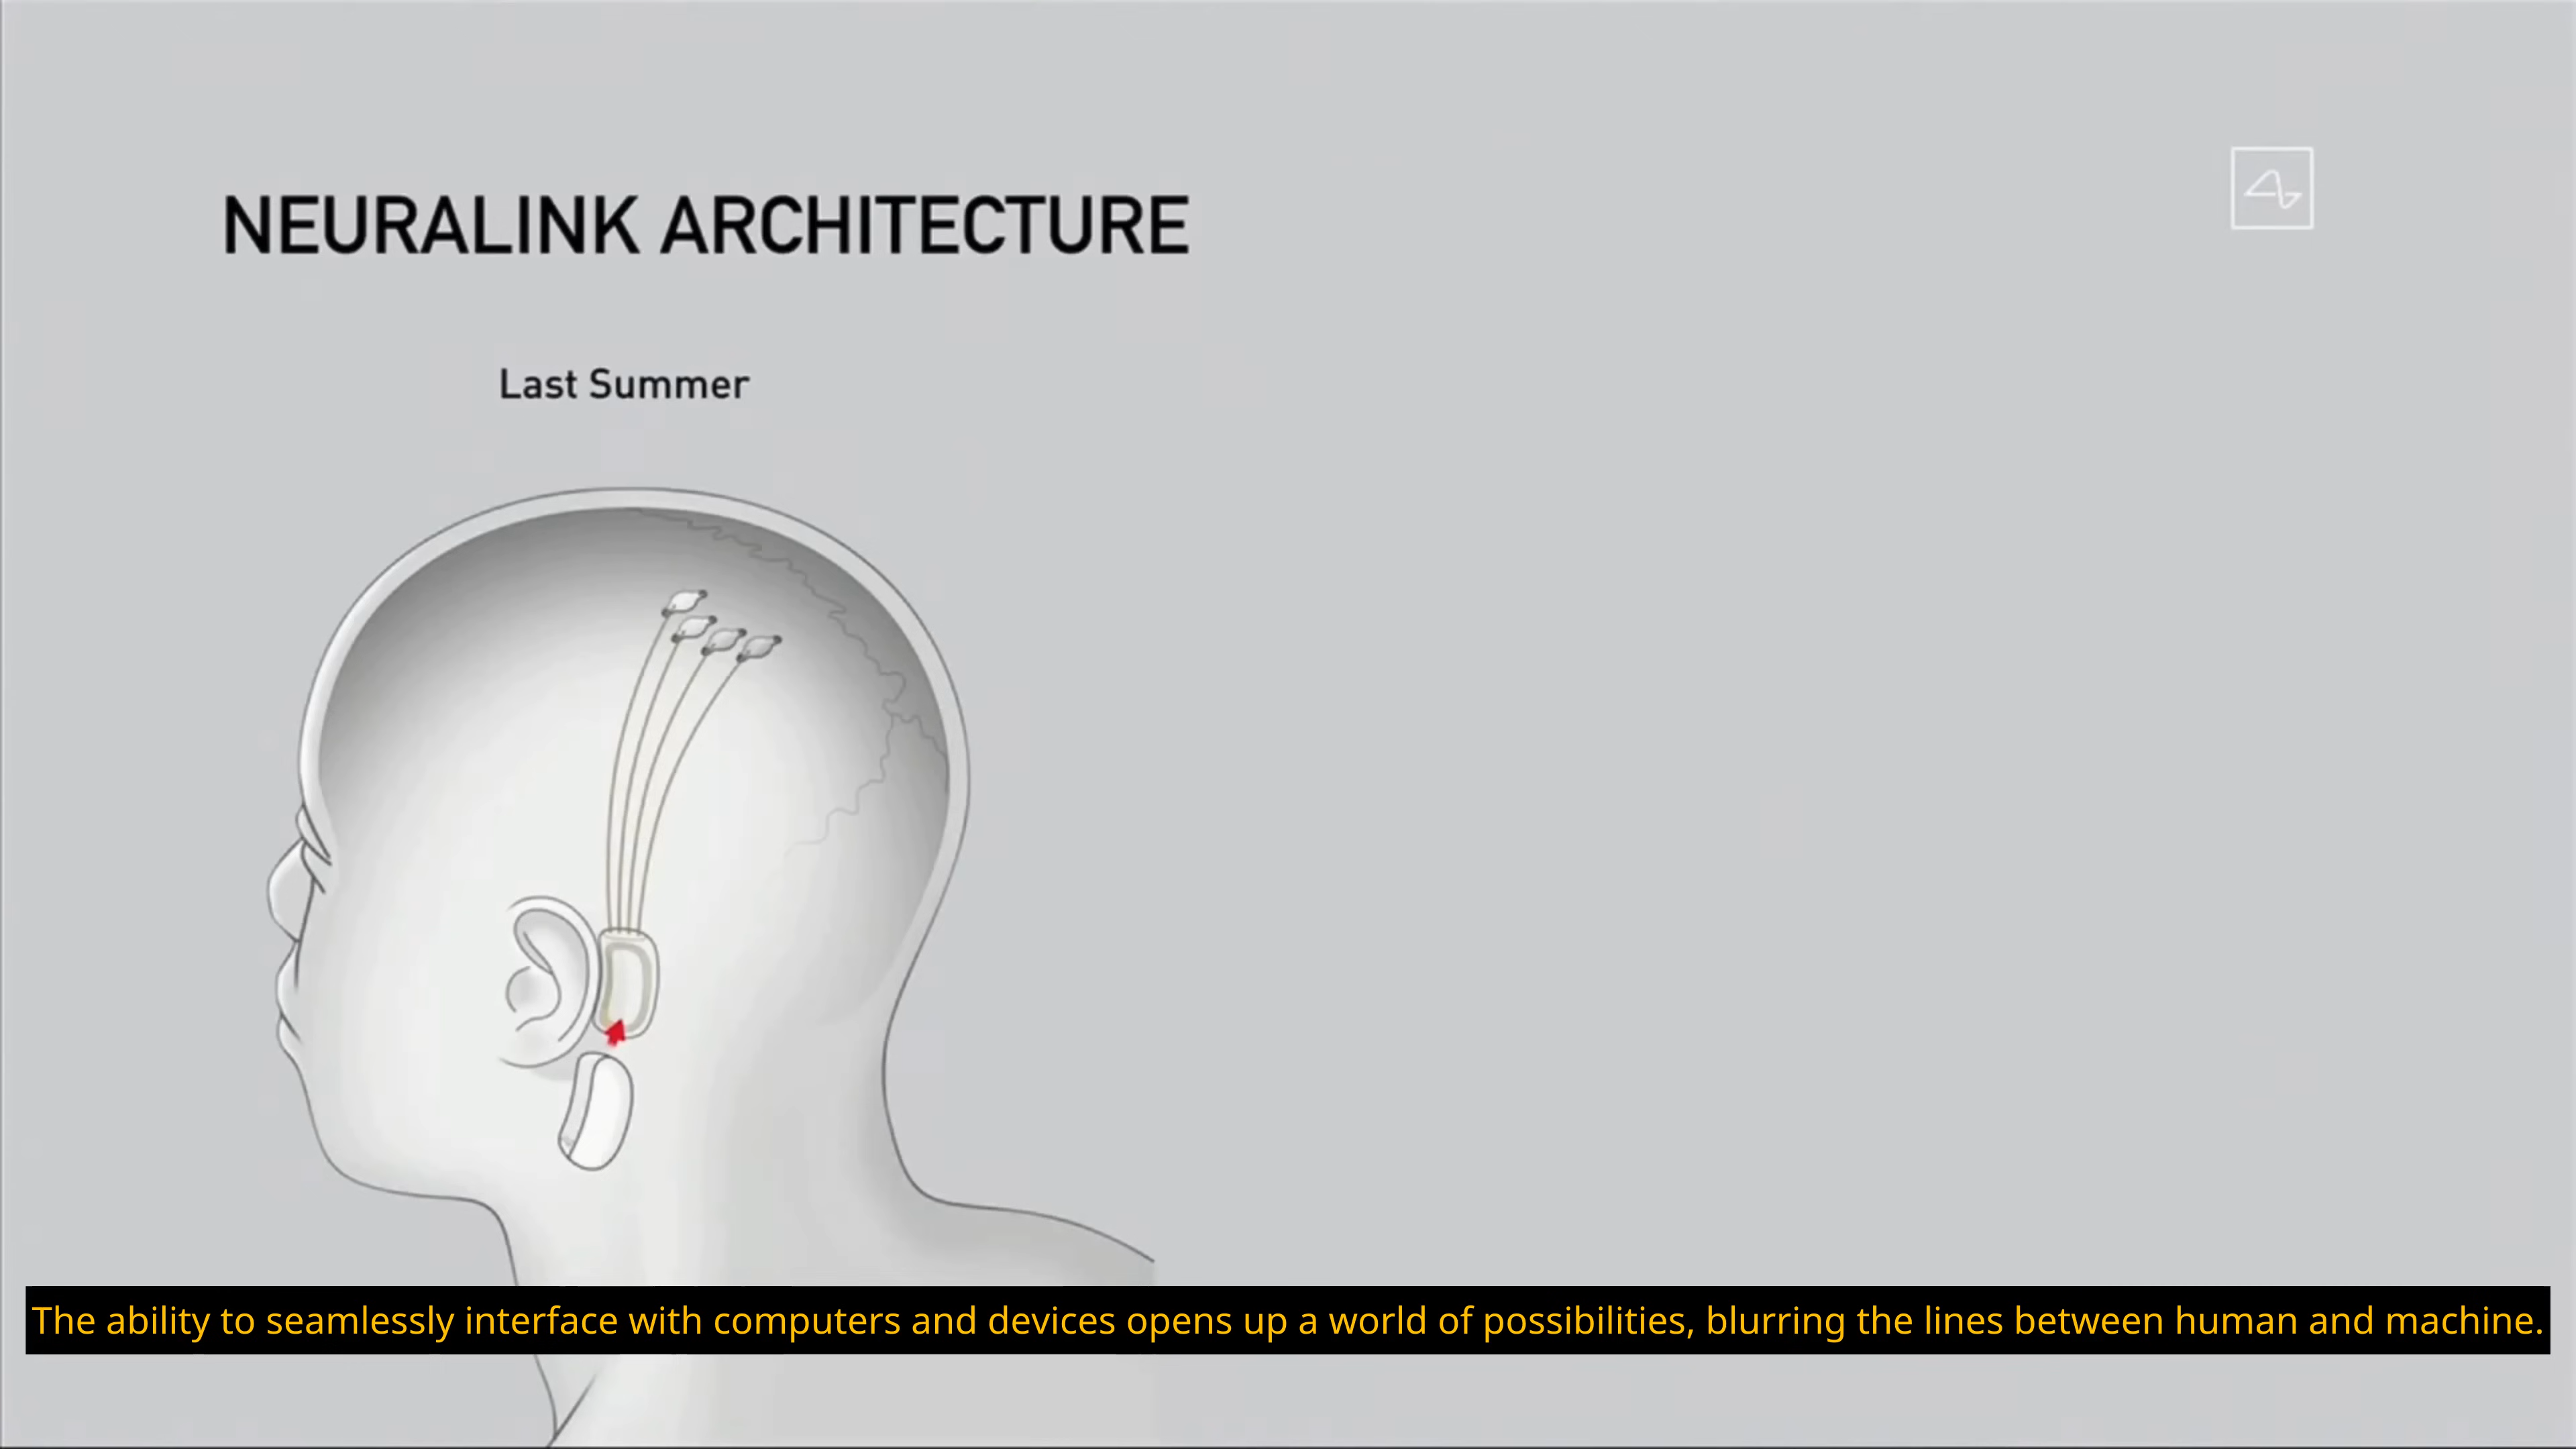 NEURALINK ARCHITECTURE
Last Summer
The ability to seamlessly interface with computers and devices opens up a world of possibilities, blurring the lines between human and machine.